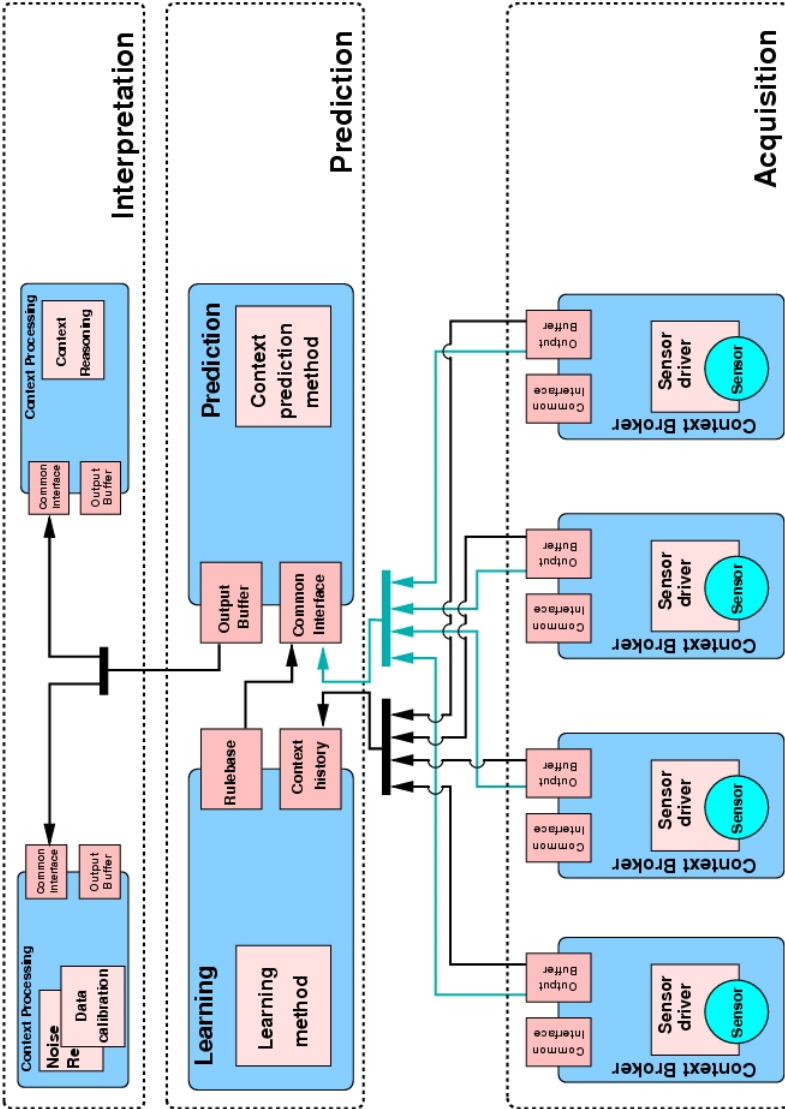 Context Processing
Noise
Re
Data
calibration
Common
Interface
Output
Buffer
Common
Interface
Output
Buffer
Context Processing
Context
Reasoning
Interpretation
Learning
Learning
method
Rulebase
Context
history
Output
Buffer
Common
Interface
Prediction
Context
prediction
method
Prediction
Common
Interface
Output
Buffer
Sensor
driver
Sensor
Context Broker
Common
Interface
Output
Buffer
Sensor
driver
Sensor
Context Broker
Common
Interface
Output
Buffer
Sensor
driver
Sensor
Context Broker
Common
Interface
Output
Buffer
Sensor
driver
Sensor
Context Broker
Acquisition